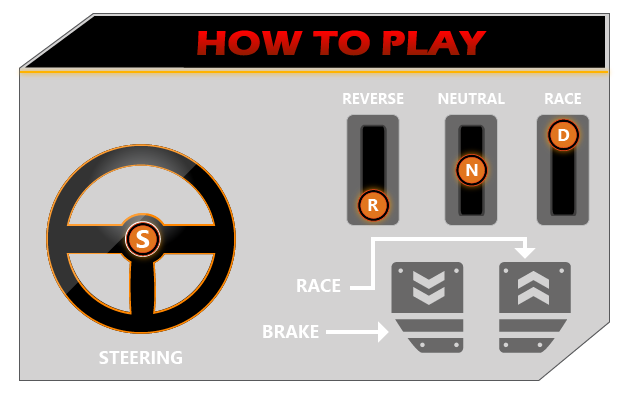 HOW TO PLAY
REVERSE NEUTRAL RACE
D
N
R
S
RACE
BRAKE
STEERING